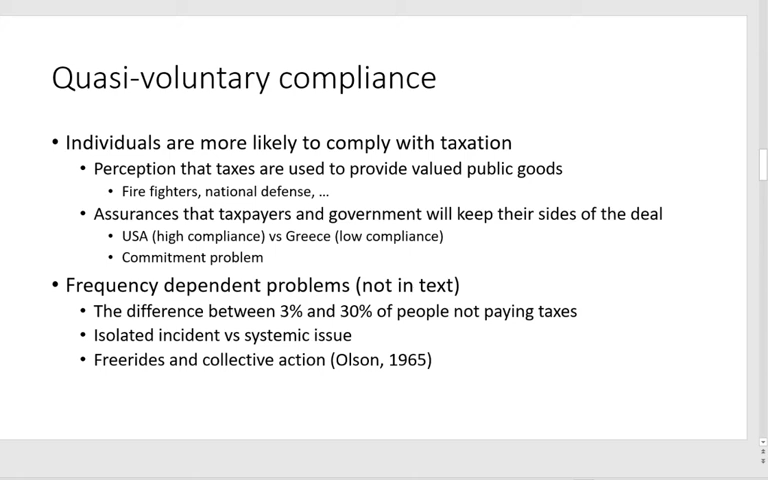 Quasi-voluntary compliance
• Individuals are more likely to comply with taxation
• Perception that taxes are used to provide valued public goods
• Fire fighters, national defense, ...
• Assurances that taxpayers and government will keep their sides of the deal
• USA (high compliance) vs Greece (low compliance)
• Commitment problem
• Frequency dependent problems (not in text)
• The difference between 3% and 30% of people not paying taxes
• Isolated incident vs systemic issue
• Freerides and collective action (Olson, 1965)